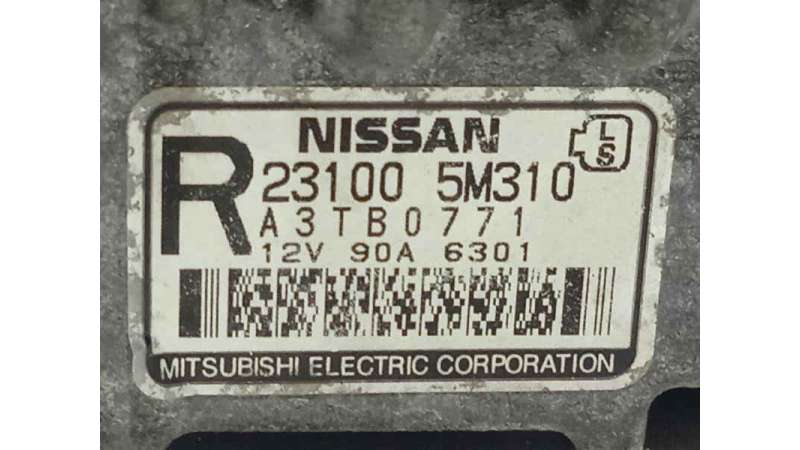 NISSAN
L
S
R 23100 5M310
A3TB0771
12V 90A 6301
MITSUBISHI ELECTRIC CORPORATION